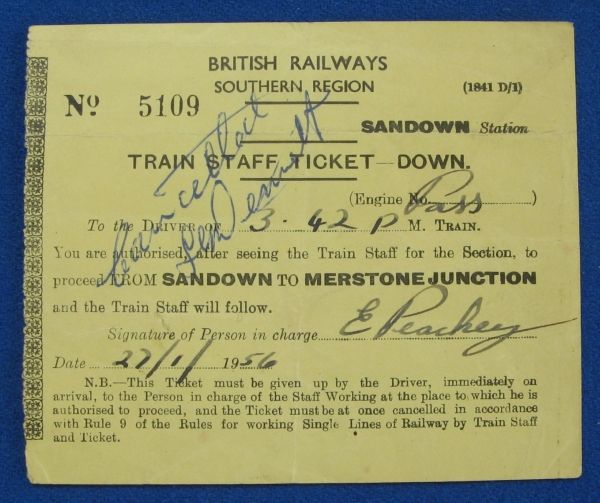 BRITISH RAILWAYS
SOUTHERN REGION
(1841 D/1)
No 5109
SANDOWN Station
TRAIN STAFF TICKET—DOWN.
(Engine No. Pass)
To the DRIVER OF 3.42 P M. TRAIN.
You are authorised, after seeing the Train Staff for the Section, to
proceed FROM SANDOWN TO MERSTONE JUNCTION
and the Train Staff will follow.
Signature of Person in charge E Peachey
Date 27/1/ 1956
N.B.—This Ticket must be given up by the Driver, immediately on
arrival, to the Person in charge of the Staff Working at the place to which he is
authorised to proceed, and the Ticket must be at once cancelled in accordance
with Rule 9 of the Rules for working Single Lines of Railway by Train Staff
and Ticket.
Cancelled